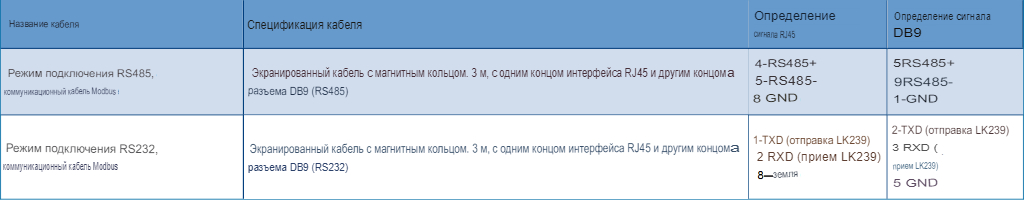 Название кабеля
Спецификация кабеля
Определение
сигнала RJ45
Определение сигнала
DB9
Режим подключения RS485,
коммуникационный кабель Modbus
Экранированный кабель с магнитным кольцом. 3 м, с одним концом интерфейса RJ45 и другим концома
разъема DB9 (RS485)
4-RS485+
5-RS485-
8 GND
5RS485+
9RS485-
1-GND
Режим подключения RS232,
коммуникационный кабель Modbus
Экранированный кабель с магнитным кольцом. 3 м, с одним концом интерфейса RJ45 и другим концома
разъема DB9 (RS232)
1-TXD (отправка LK239)
2 RXD (прием LK239)
8—земля
2-TXD (отправка LK239)
3 RXD (
прием LK239)
5 GND